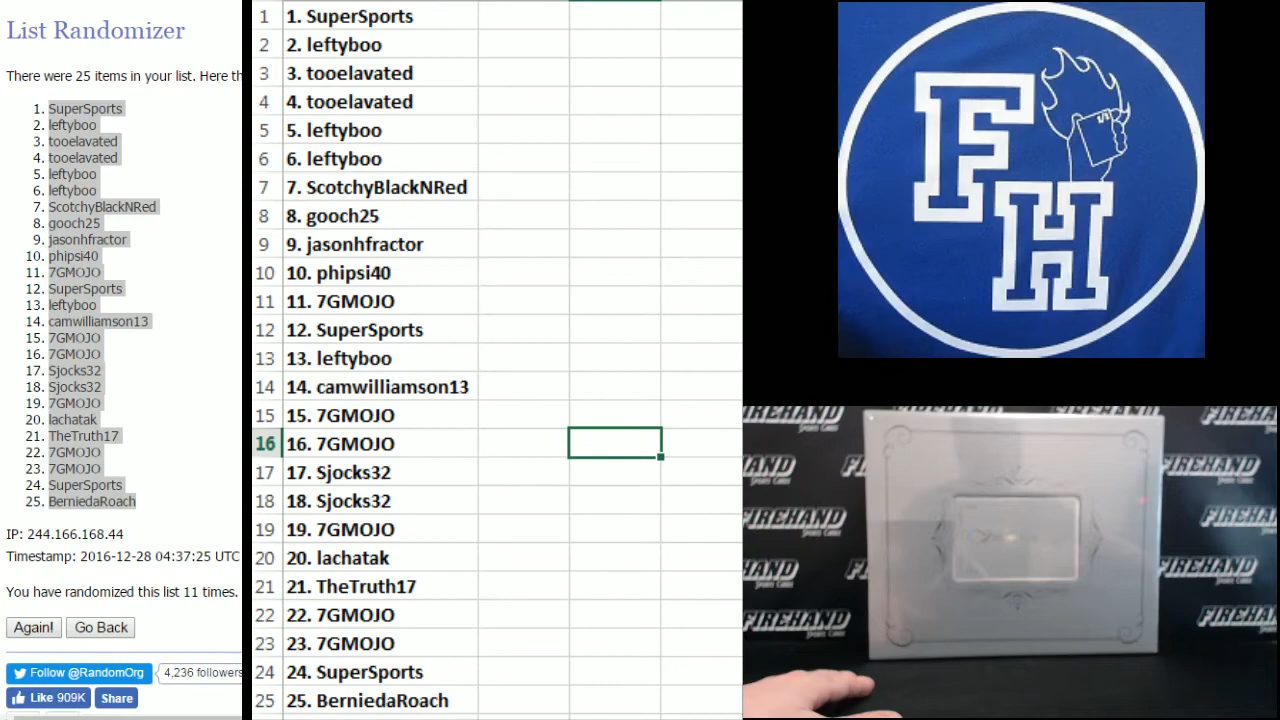 List Randomizer
There were 25 items in your list. Here th
1. SuperSports
2. leftyboo
3. tooelavated
4. tooelavated
5. leftyboo
6. leftyboo
7. ScotchyBlackNRed
8. gooch25
9. jasonhfractor
10. phipsi40
11. 7GMOJO
12. SuperSports
13. leftyboo
14. camwilliamson13
15. 7GMOJO
16. 7GMOJO
17. Sjocks32
18. Sjocks32
19. 7GMOJO
20. lachatak
21. TheTruth17
22. 7GMOJO
23. 7GMOJO
24. SuperSports
25. BerniedaRoach
IP: 244.166.168.44
Timestamp: 2016-12-28 04:37:25 UTC
You have randomized this list 11 times.
Again! Go Back
Follow @RandomOrg 4,236 followers
Like 909K Share
1 1. SuperSports
2 2. leftyboo
3 3. tooelavated
4 4. tooelavated
5 5. leftyboo
6 6. leftyboo
7 7. ScotchyBlackNRed
8 8. gooch25
9 9. jasonhfractor
10 10. phipsi40
11 11. 7GMOJO
12 12. SuperSports
13 13. leftyboo
14 14. camwilliamson13
15 15. 7GMOJO
16 16. 7GMOJO
17 17. Sjocks32
18 18. Sjocks32
19 19. 7GMOJO
20 20. lachatak
21 21. TheTruth17
22 22. 7GMOJO
23 23. 7GMOJO
24 24. SuperSports
25 25. BerniedaRoach
F
1/1
H
FIREHAND
SPORTS CARDS